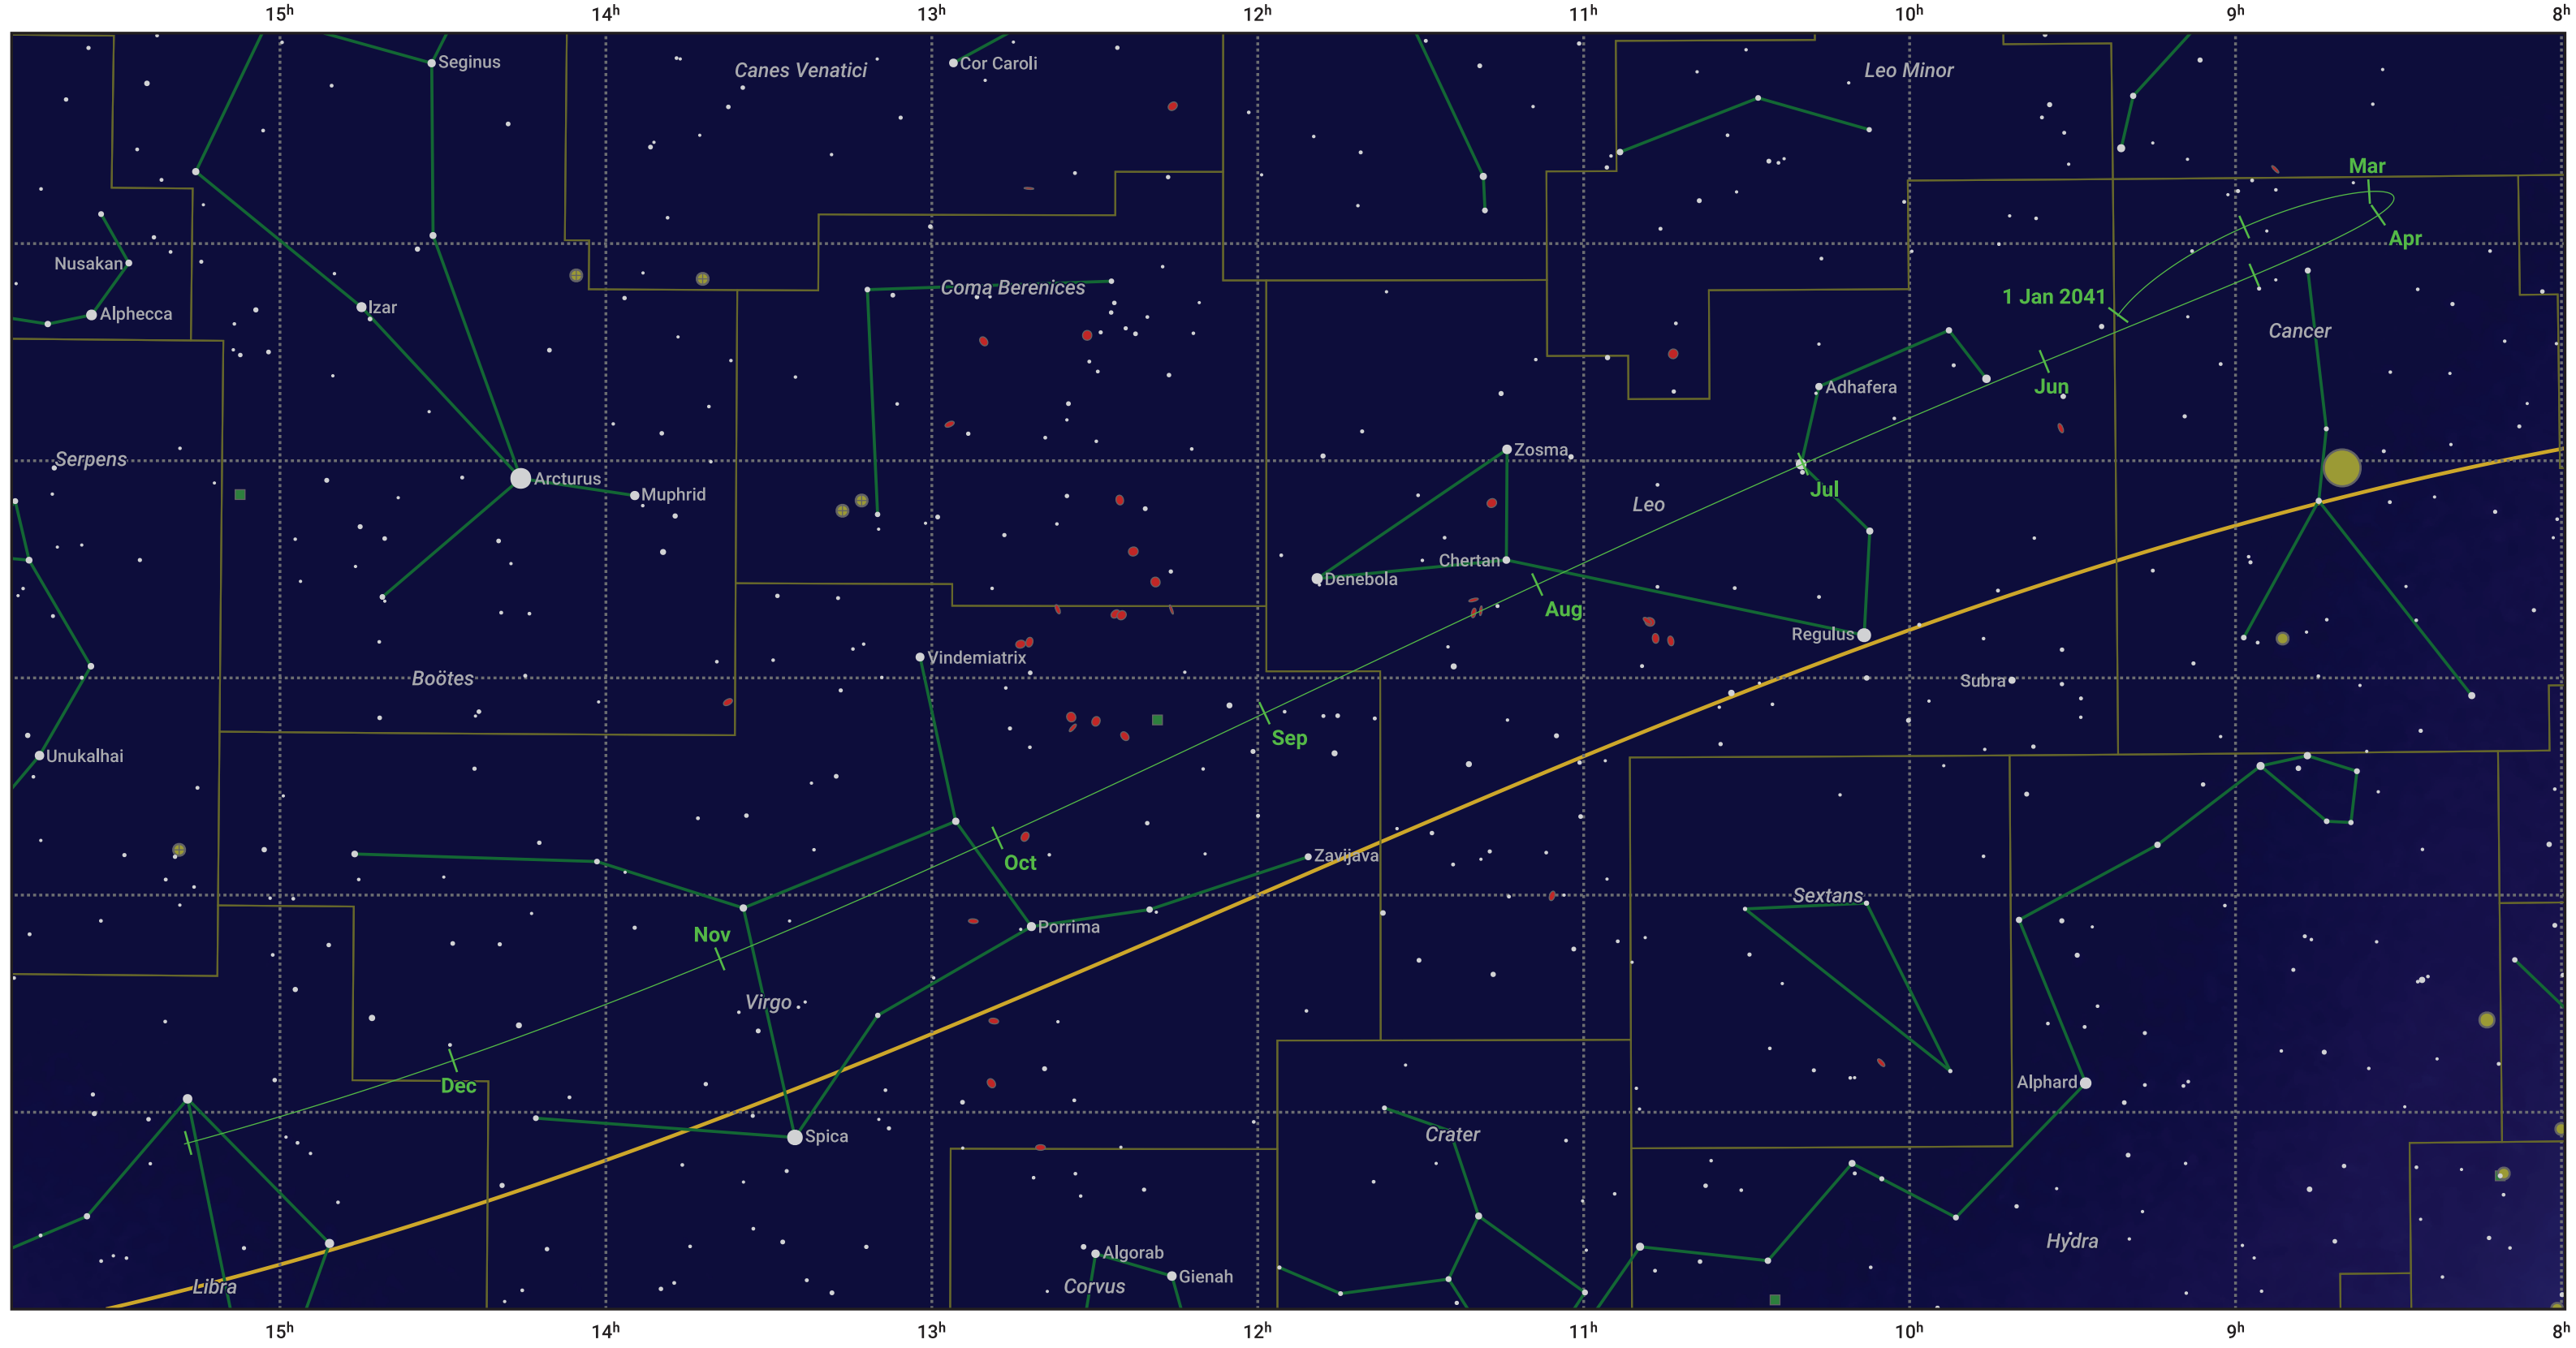 15ʰ 14ʰ 13ʰ 12ʰ 11ʰ 10ʰ 9ʰ 8ʰ
Seginus
Cor Caroli
Canes Venatici
Leo Minor
Mar
Apr
Nusakan
Alphecca
Izar
Coma Berenices
1 Jan 2041
Cancer
Jun
Adhafera
Serpens
Arcturus
Muphrid
Zosma
Leo
Jul
Chertan
Denebola
Aug
Regulus
Vindemiatrix
Boötes
Subra
Sep
Unukalhai
Oct
Zavijava
Sextans
Nov
Porrima
Virgo
Dec
Alphard
Spica
Crater
Hydra
Algorab
Gienah
Corvus
Libra
15ʰ 14ʰ 13ʰ 12ʰ 11ʰ 10ʰ 9ʰ 8ʰ